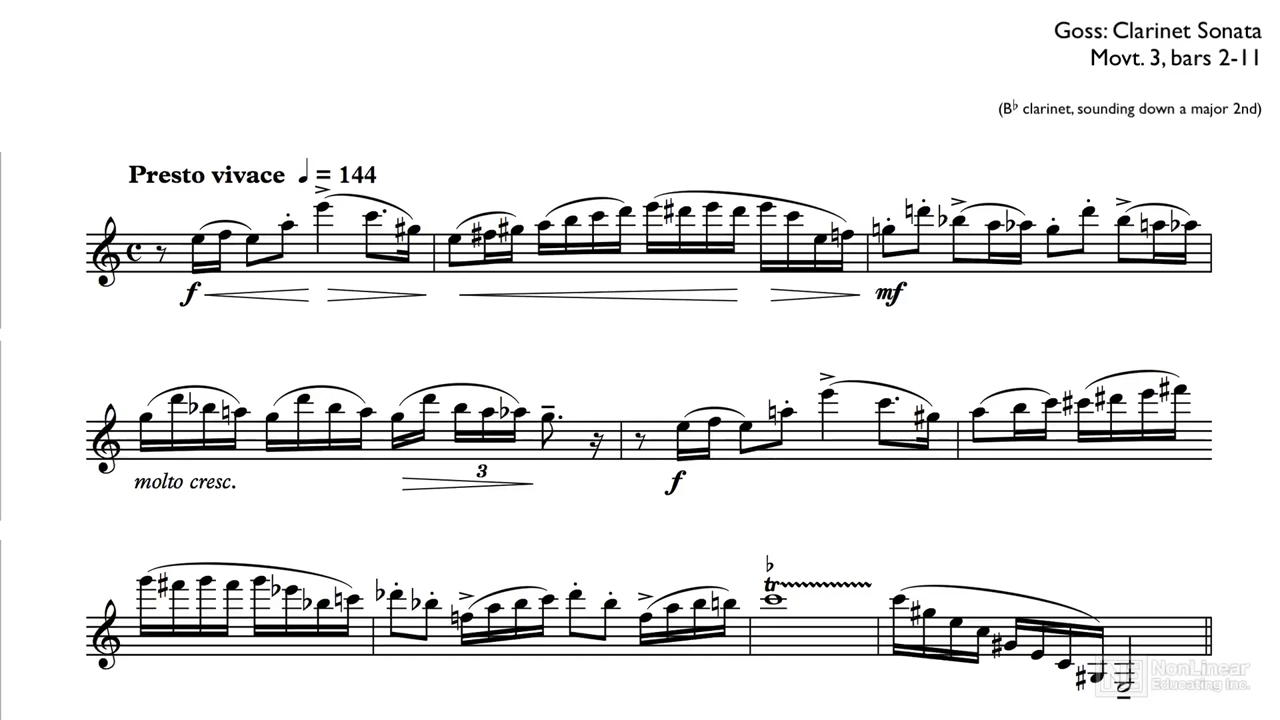 Goss: Clarinet Sonata
Movt. 3, bars 2-11
(B♭ clarinet, sounding down a major 2nd)
Presto vivace ♩ = 144
f
mf
molto cresc.
3
f
tr
NonLinear
Educating Inc.